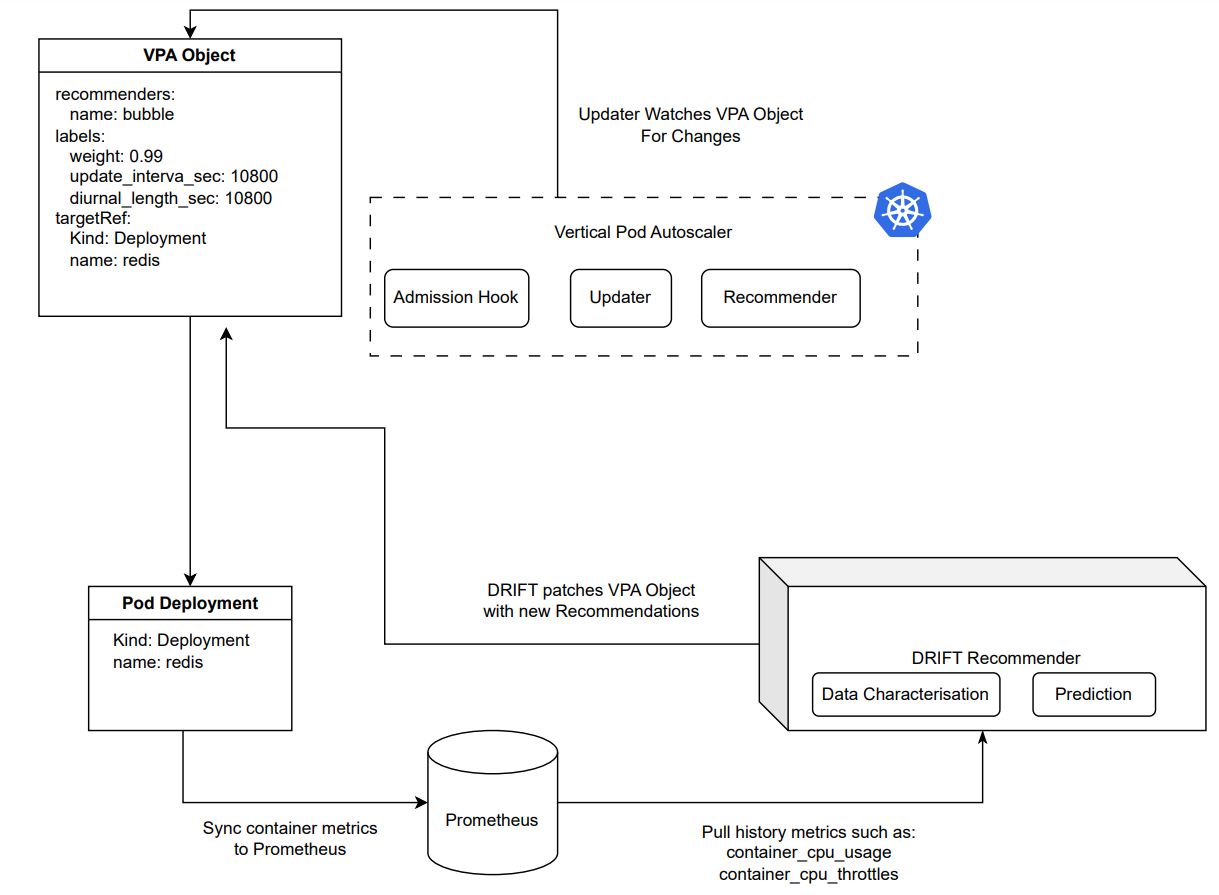 VPA Object
recommenders:
name: bubble
labels:
weight: 0.99
update_interva_sec: 10800
diurnal_length_sec: 10800
targetRef:
Kind: Deployment
name: redis
Updater Watches VPA Object
For Changes
Vertical Pod Autoscaler
Admission Hook
Updater
Recommender
DRIFT patches VPA Object
with new Recommendations
Pod Deployment
Kind: Deployment
name: redis
DRIFT Recommender
Data Characterisation
Prediction
Prometheus
Sync container metrics
to Prometheus
Pull history metrics such as:
container_cpu_usage
container_cpu_throttles